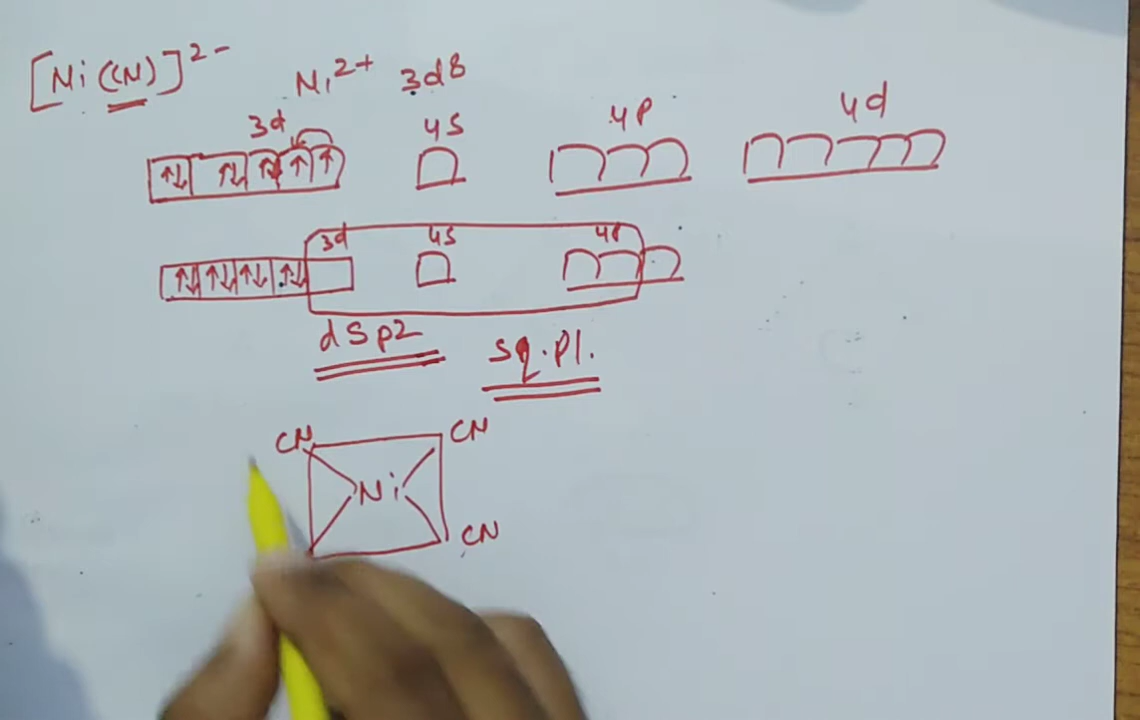 [Ni(CN)]²⁻ Ni²⁺ 3d8
3d 4s 4p 4d
↑↓ ↑↓ ↑↓ ↑ ↑
3d 4s 4p
↑↓ ↑↓ ↑↓ ↑↓
dsp2 sq.pl.
CN CN
Ni
CN